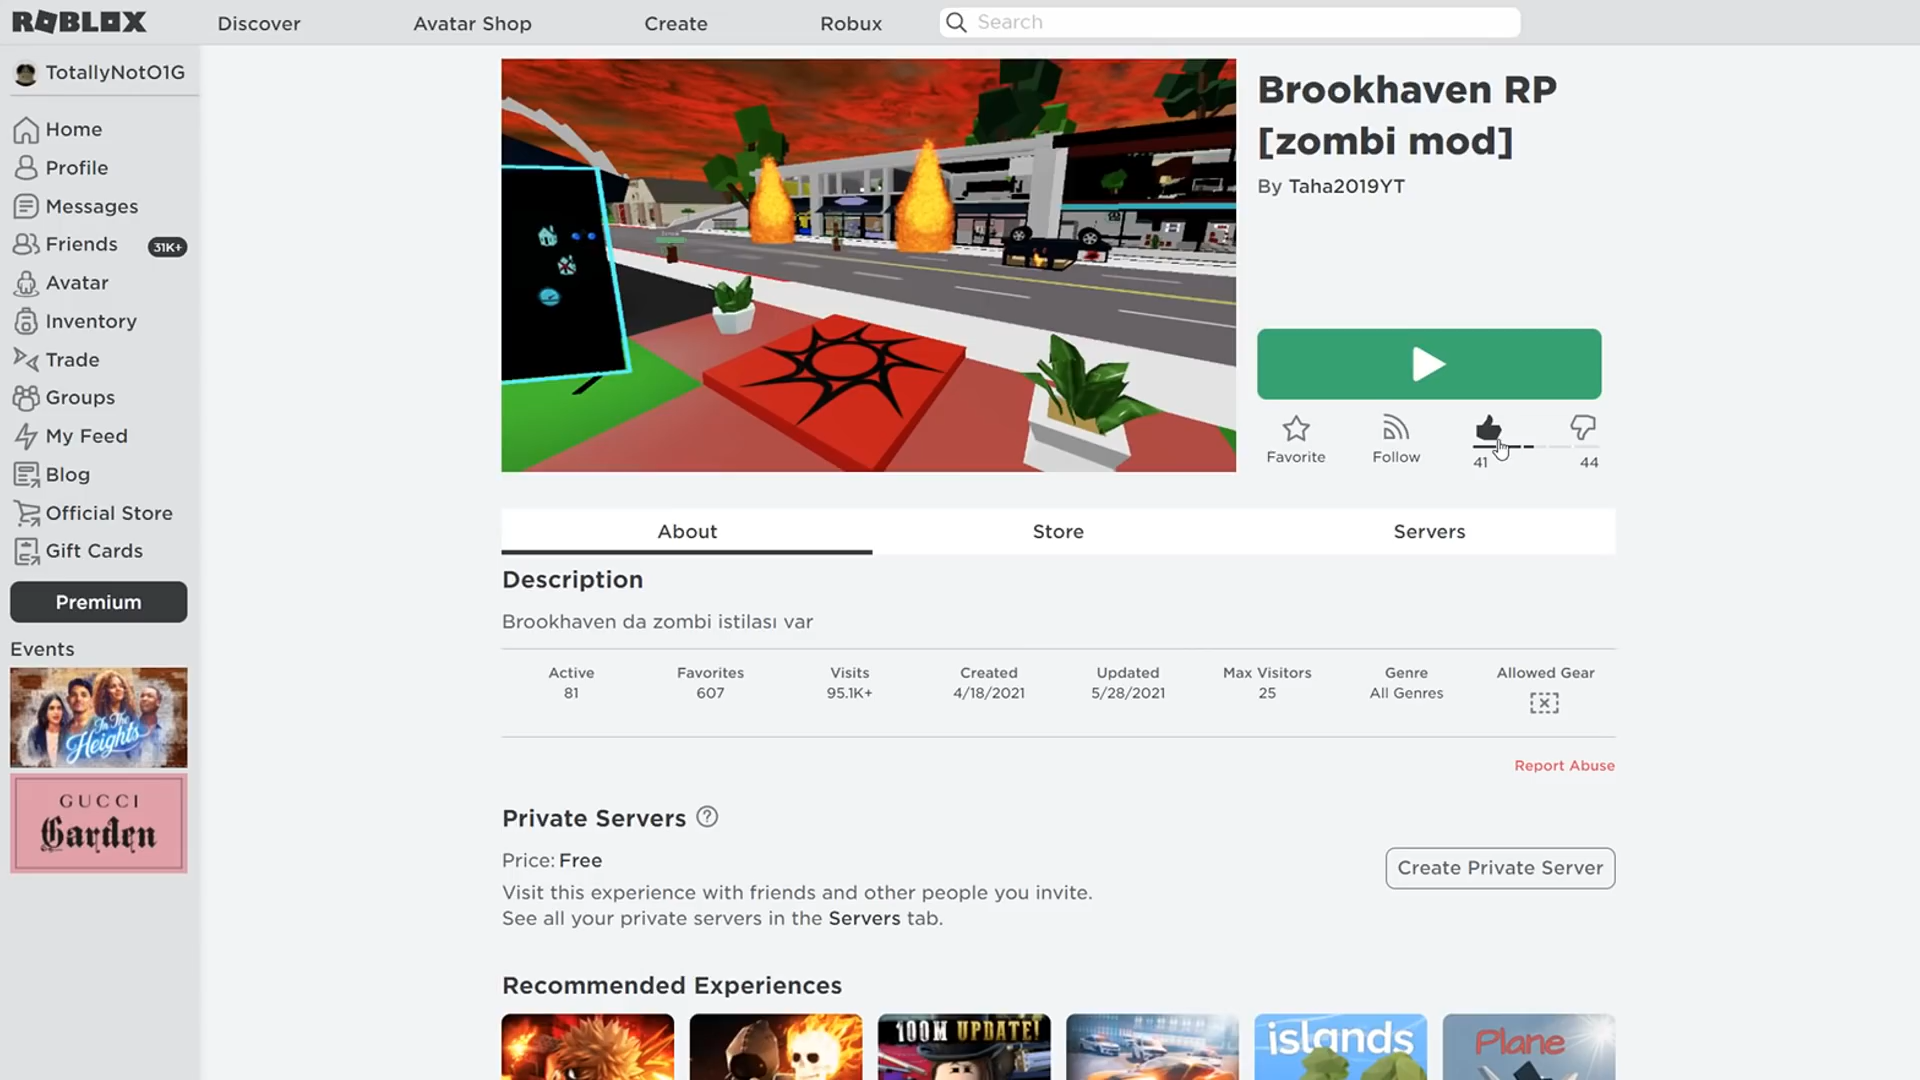 ROBLOX
Discover
Avatar Shop
Create
Robux
Search
TotallyNotO1G
Home
Profile
Messages
Friends
31K+
Avatar
Inventory
Trade
Groups
My Feed
Blog
Official Store
Gift Cards
Premium
Events
In The
Heights
GUCCI
Garden
Brookhaven RP
[zombi mod]
By Taha2019YT
Favorite
Follow
41
44
About
Store
Servers
Description
Brookhaven da zombi istilası var
Active
81
Favorites
607
Visits
95.1K+
Created
4/18/2021
Updated
5/28/2021
Max Visitors
25
Genre
All Genres
Allowed Gear
Report Abuse
Private Servers
Price: Free
Create Private Server
Visit this experience with friends and other people you invite.
See all your private servers in the Servers tab.
Recommended Experiences
100M UPDATE!
islands
Plane